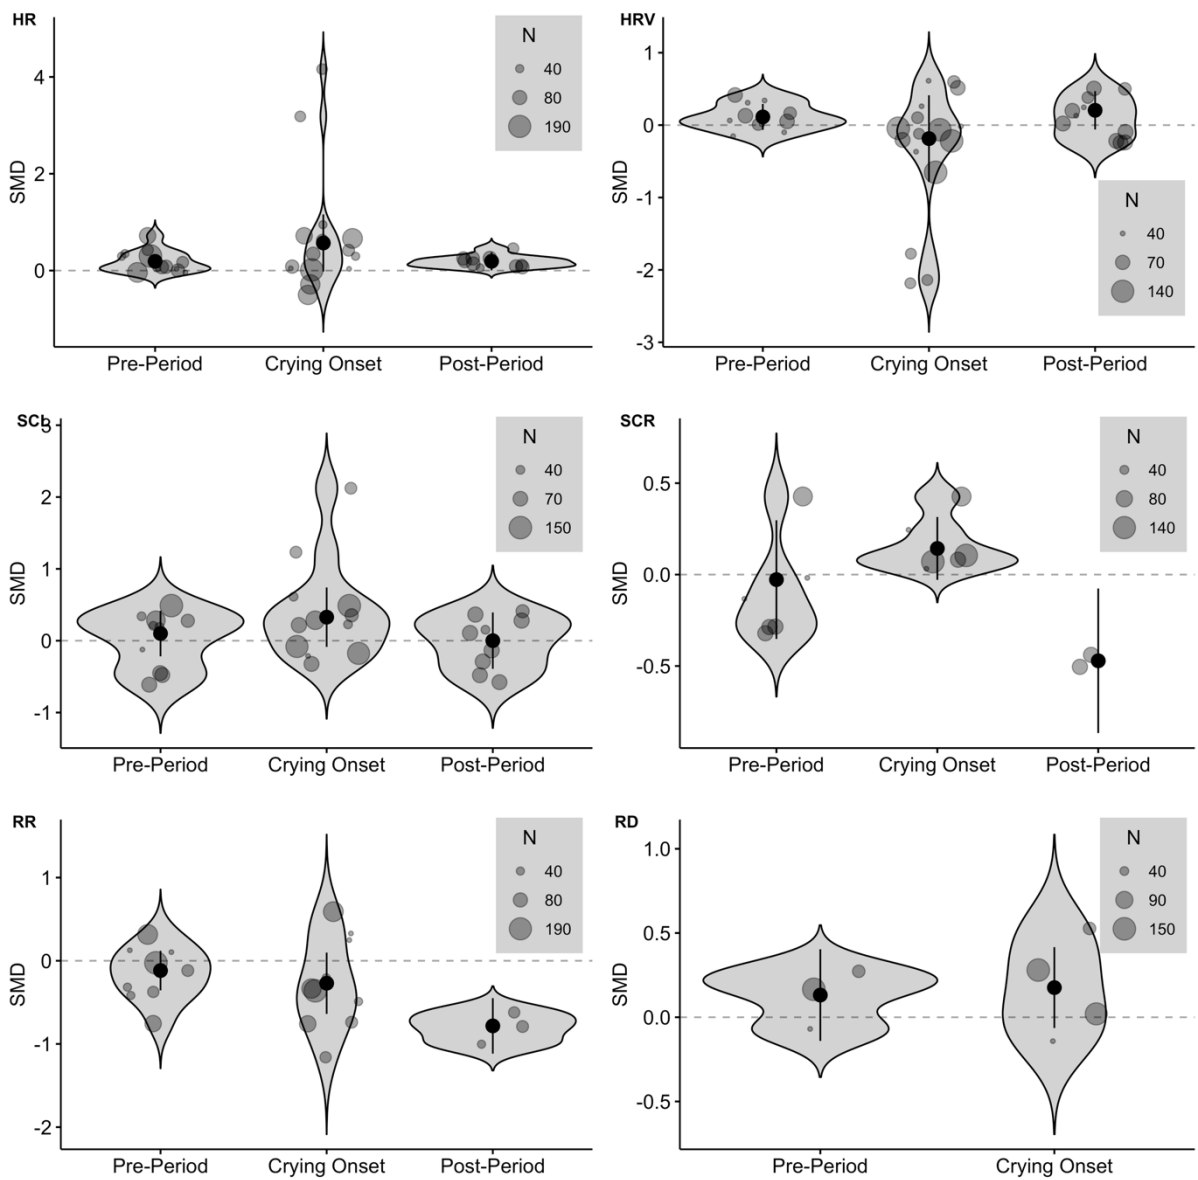 HR
SMD
4
2
0
N
40
80
190
Pre-Period
Crying Onset
Post-Period
HRV
SMD
1
0
-1
-2
-3
N
40
70
140
Pre-Period
Crying Onset
Post-Period
SCL
SMD
3
2
1
0
-1
N
40
70
150
Pre-Period
Crying Onset
Post-Period
SCR
SMD
0.5
0.0
-0.5
N
40
80
140
Pre-Period
Crying Onset
Post-Period
RR
SMD
1
0
-1
-2
N
40
80
190
Pre-Period
Crying Onset
Post-Period
RD
SMD
1.0
0.5
0.0
-0.5
N
40
90
150
Pre-Period
Crying Onset